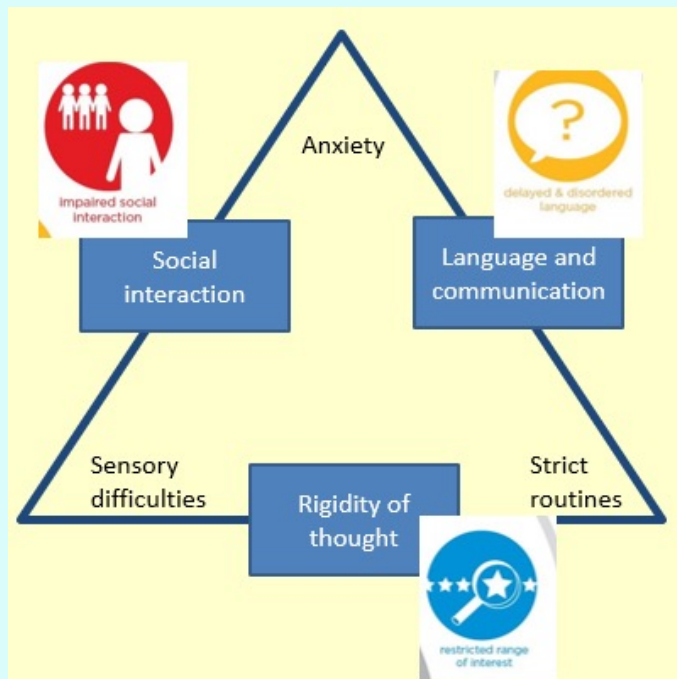 Anxiety
impaired social
interaction
?
delayed & disordered
language
Social
interaction
Language and
communication
Sensory
difficulties
Rigidity of
thought
Strict
routines
restricted range
of interest